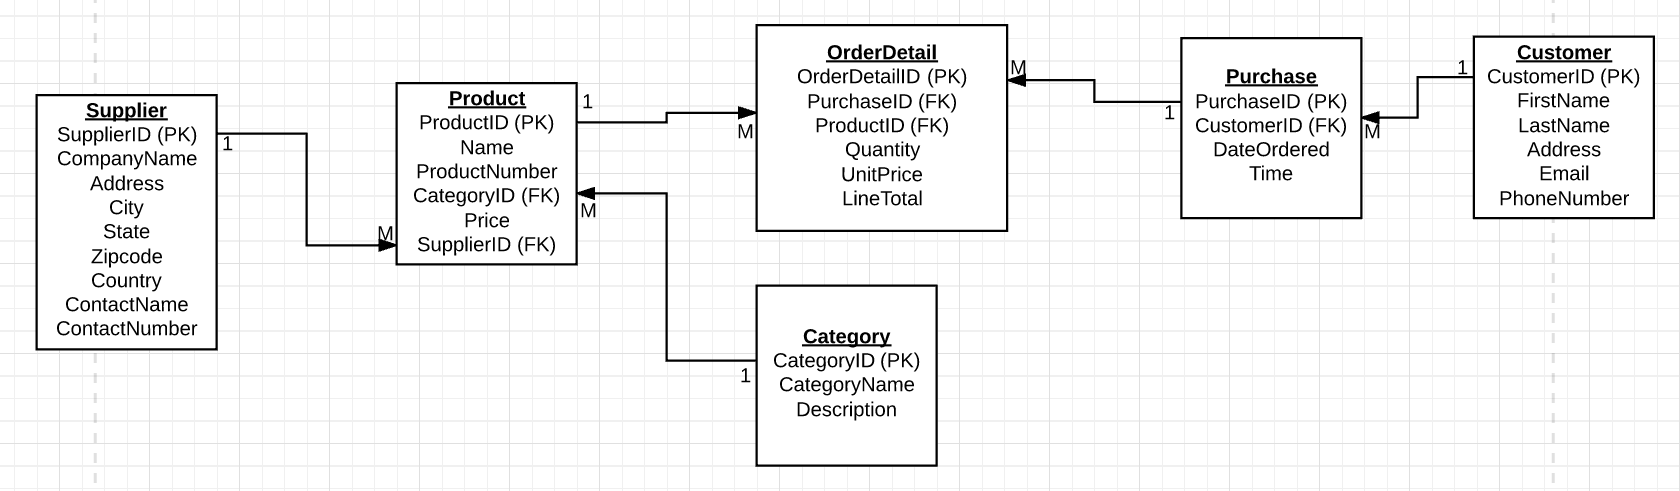 Supplier
SupplierID (PK)
CompanyName
Address
City
State
Zipcode
Country
ContactName
ContactNumber
1
M
Product
ProductID (PK)
Name
ProductNumber
CategoryID (FK)
Price
SupplierID (FK)
1
M
M
OrderDetail
OrderDetailID (PK)
PurchaseID (FK)
ProductID (FK)
Quantity
UnitPrice
LineTotal
1
Category
CategoryID (PK)
CategoryName
Description
M
1
Purchase
PurchaseID (PK)
CustomerID (FK)
DateOrdered
Time
M
1
Customer
CustomerID (PK)
FirstName
LastName
Address
Email
PhoneNumber